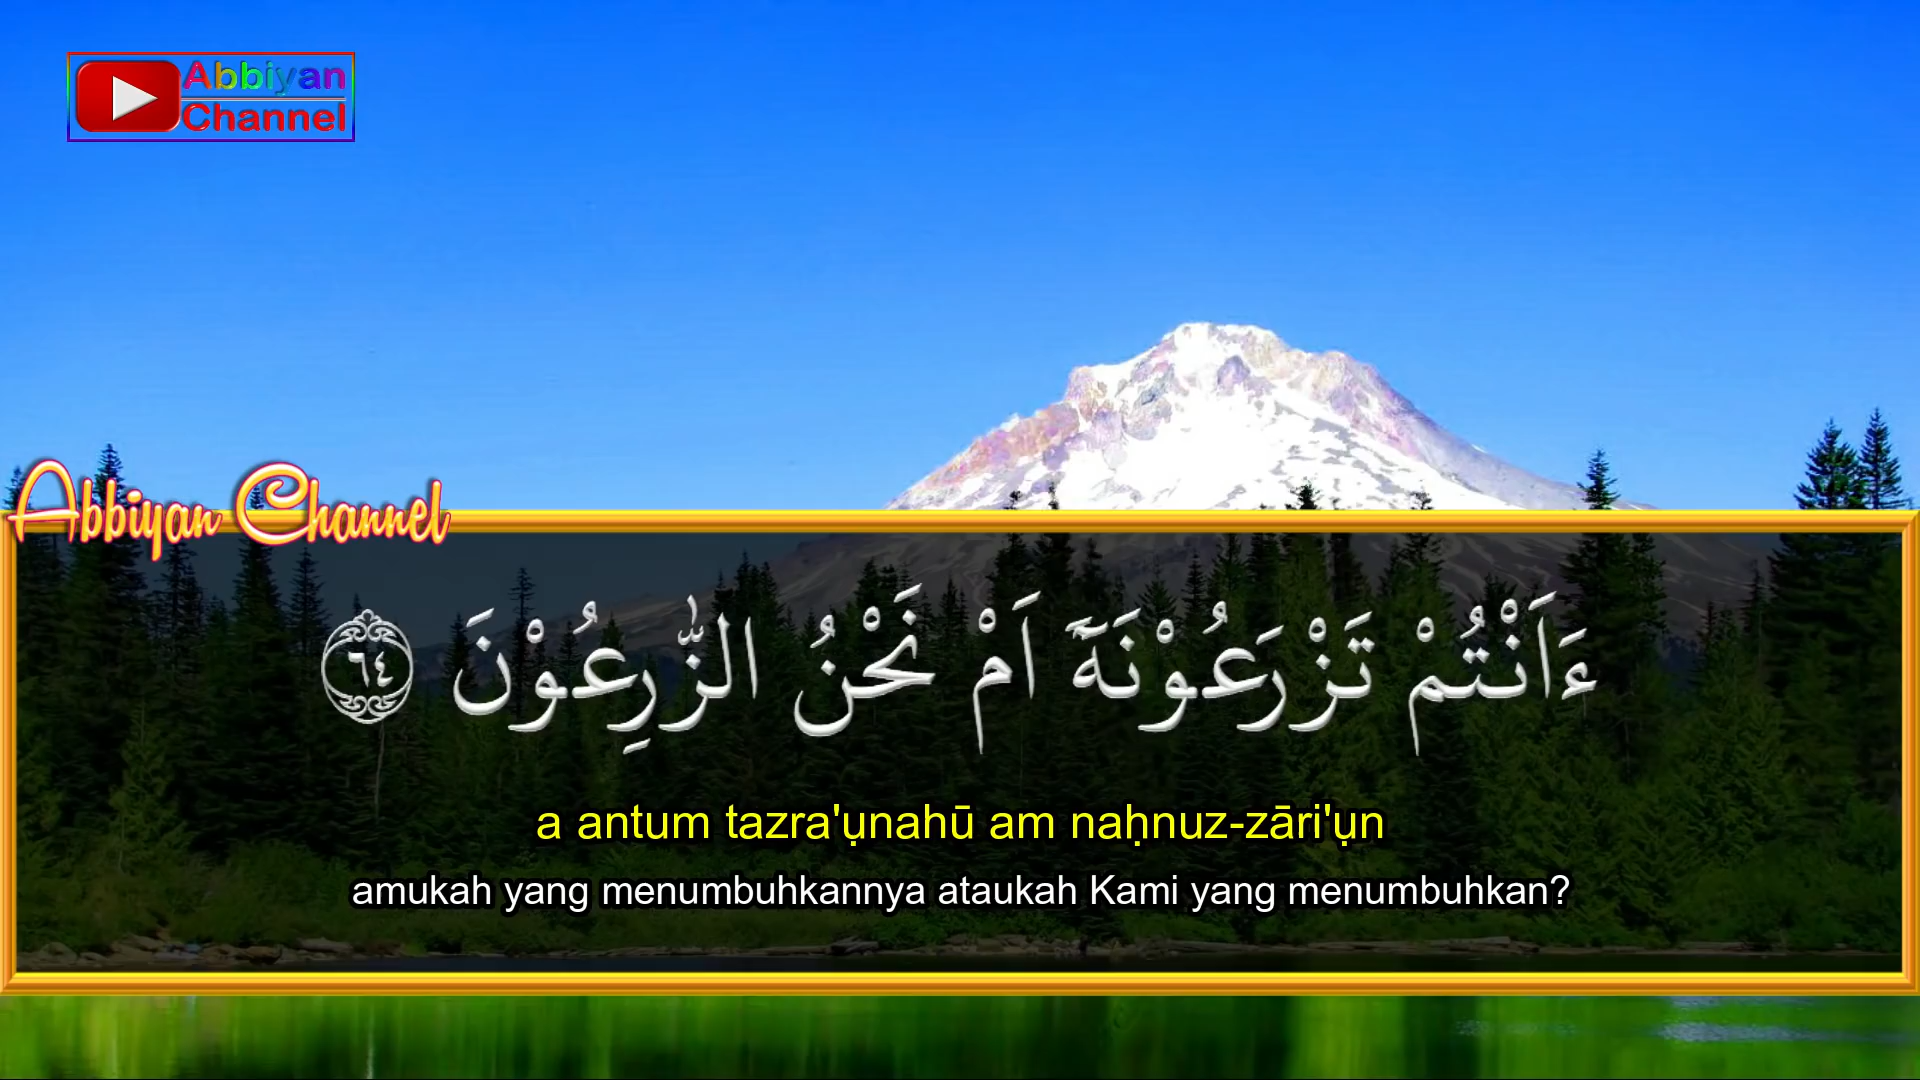 Abbiyan
Channel
Abbiyan Channel
ءَاَنْتُمْ تَزْرَعُوْنَهٗٓ اَمْ نَحْنُ الزّٰرِعُوْنَ ٦٤
a antum tazra'ụnahū am naḥnuz-zāri'ụn
amukah yang menumbuhkannya ataukah Kami yang menumbuhkan?